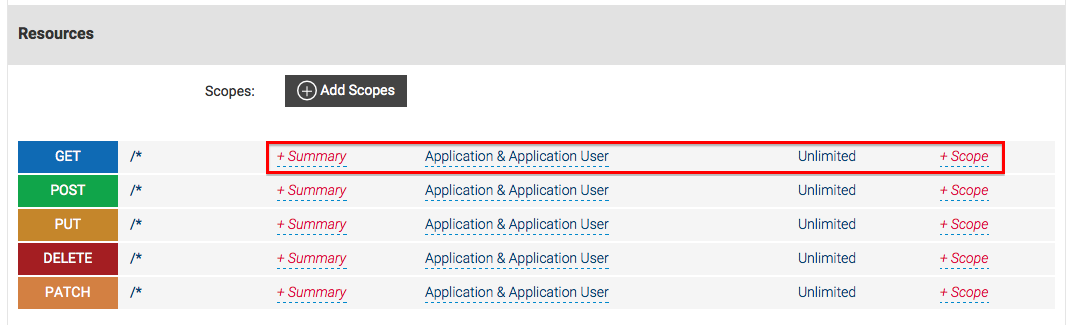 Resources
Scopes: Add Scopes
GET /* + Summary Application & Application User Unlimited + Scope
POST /* + Summary Application & Application User Unlimited + Scope
PUT /* + Summary Application & Application User Unlimited + Scope
DELETE /* + Summary Application & Application User Unlimited + Scope
PATCH /* + Summary Application & Application User Unlimited + Scope